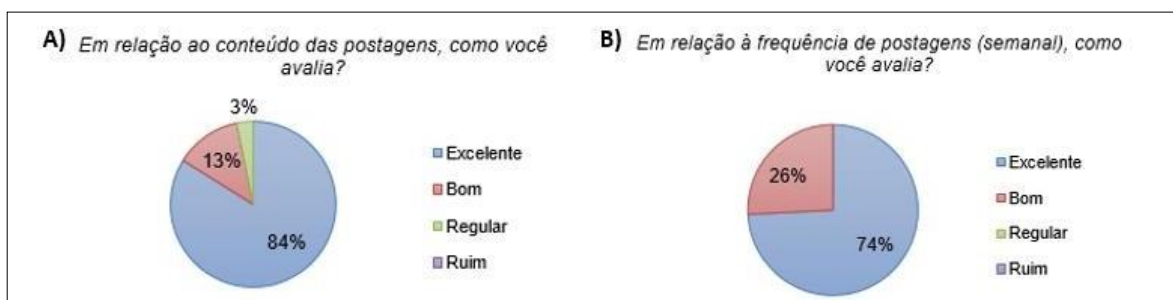 A) Em relação ao conteúdo das postagens, como você
avalia?
3%
13%
84%
Excelente
Bom
Regular
Ruim
B) Em relação à frequência de postagens (semanal), como
você avalia?
26%
74%
Excelente
Bom
Regular
Ruim